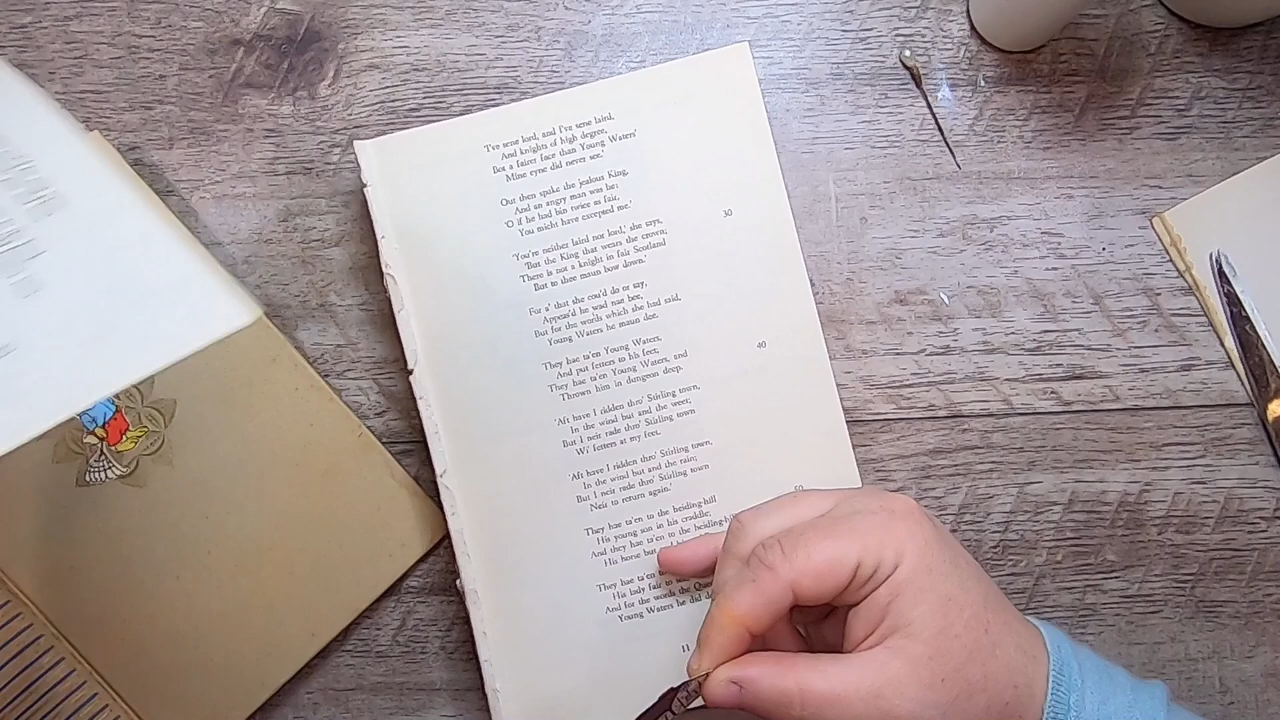 'I've sene lord, and I've sene laird,
And knights of high degree,
Bot a fairer face than Young Waters'
Mine eyne did never see.'
Out then spake the jealous King,
And an angry man was he:
'O if he had bin twice as fair,
You might have excepted me.'
'You're neither laird nor lord,' she says,
30
'But the King that wears the crown;
There is not a knight in fair Scotland
But to thee maun bow down.'
For a' that she cou'd do or say,
Appeas'd he wad nae bee,
But for the words which she had said,
Young Waters he maun dee.
They hae ta'en Young Waters,
And put fetters to his feet;
40
They hae ta'en Young Waters, and
Thrown him in dungeon deep.
'Aft have I ridden thro' Stirling town,
In the wind but and the weet;
But I neir rade thro' Stirling town
Wi' fetters at my feet.
'Aft have I ridden thro' Stirling town,
In the wind but and the rain;
But I neir rade thro' Stirling town
Neir to return again.'
They hae ta'en to the heiding-hill
50
His young son in his craddle;
And they hae ta'en to the heiding-hill
His horse but
They hae ta'en
His lady fair to
And for the words the
Young Waters he did
11